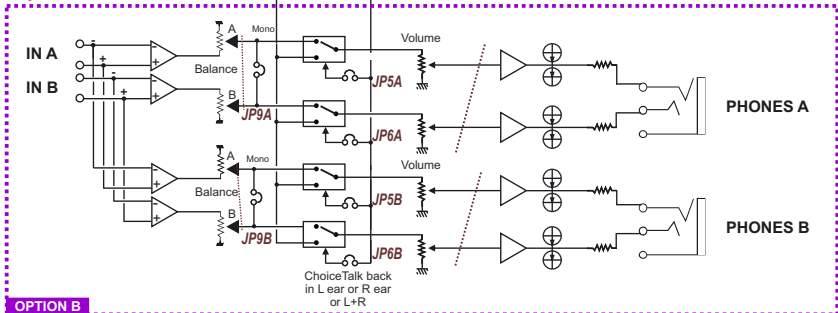 A
Mono
Volume
IN A
Balance
JP5A
IN B
B
JP9A
PHONES A
JP6A
A
Mono
Volume
Balance
JP5B
B
JP9B
PHONES B
JP6B
ChoiceTalk back
in L ear or R ear
or L+R
OPTION B